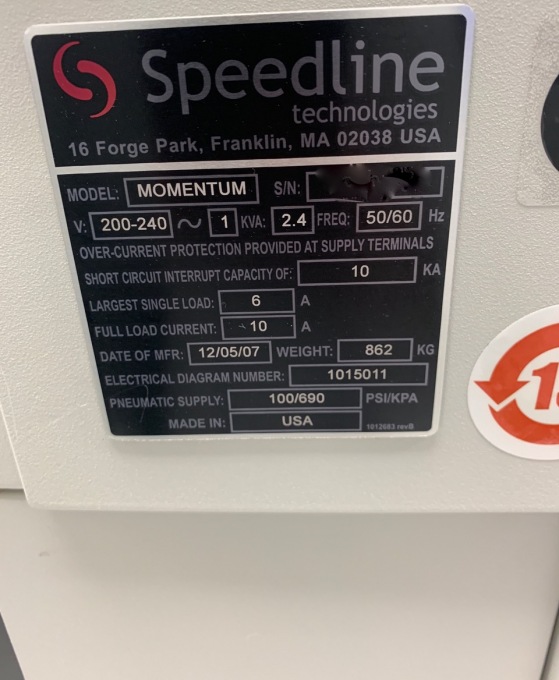 Speedline
technologies
16 Forge Park, Franklin, MA 02038 USA
MODEL: MOMENTUM S/N:
V: 200-240 ~ 1 KVA: 2.4 FREQ: 50/60 Hz
OVER-CURRENT PROTECTION PROVIDED AT SUPPLY TERMINALS
SHORT CIRCUIT INTERRUPT CAPACITY OF: 10 KA
LARGEST SINGLE LOAD: 6 A
FULL LOAD CURRENT: 10 A
DATE OF MFR: 12/05/07 WEIGHT: 862 KG
ELECTRICAL DIAGRAM NUMBER: 1015011
PNEUMATIC SUPPLY: 100/690 PSI/KPA
MADE IN: USA 1012683 revB